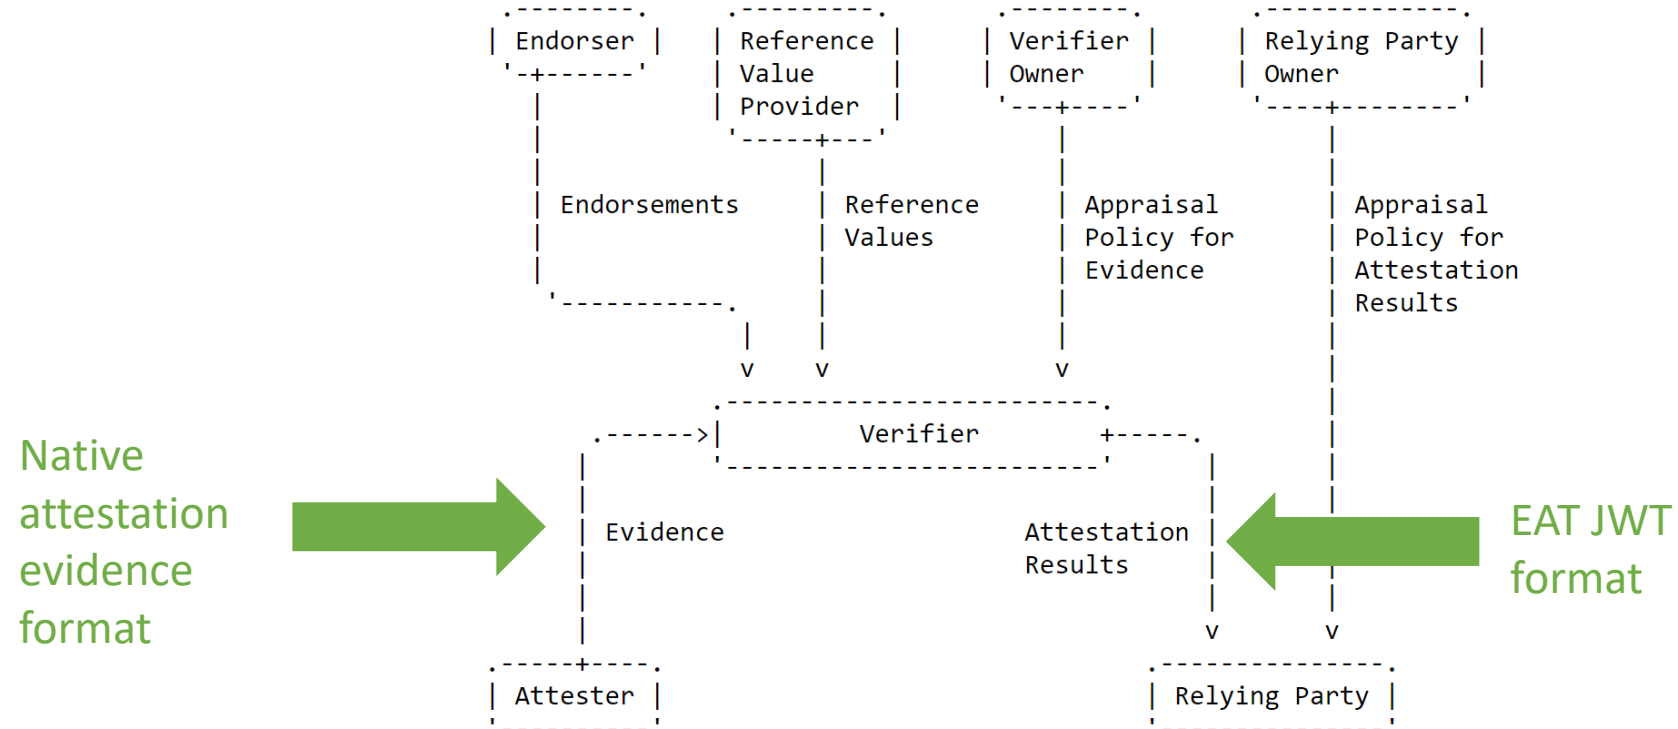 Endorser
Reference
Value
Provider
Verifier
Owner
Relying Party
Owner
Endorsements
Reference
Values
Appraisal
Policy for
Evidence
Appraisal
Policy for
Attestation
Results
v v v
Verifier
Native
attestation
evidence
format
Evidence
Attestation
Results
EAT JWT
format
v v
Attester
Relying Party